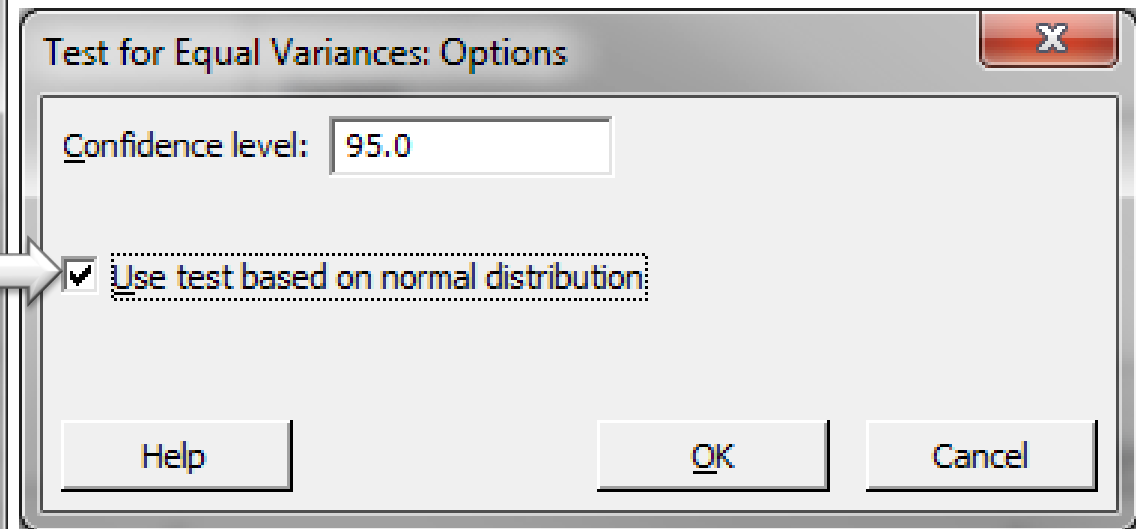 Test for Equal Variances: Options
Confidence level: 95.0
Use test based on normal distribution
Help OK Cancel